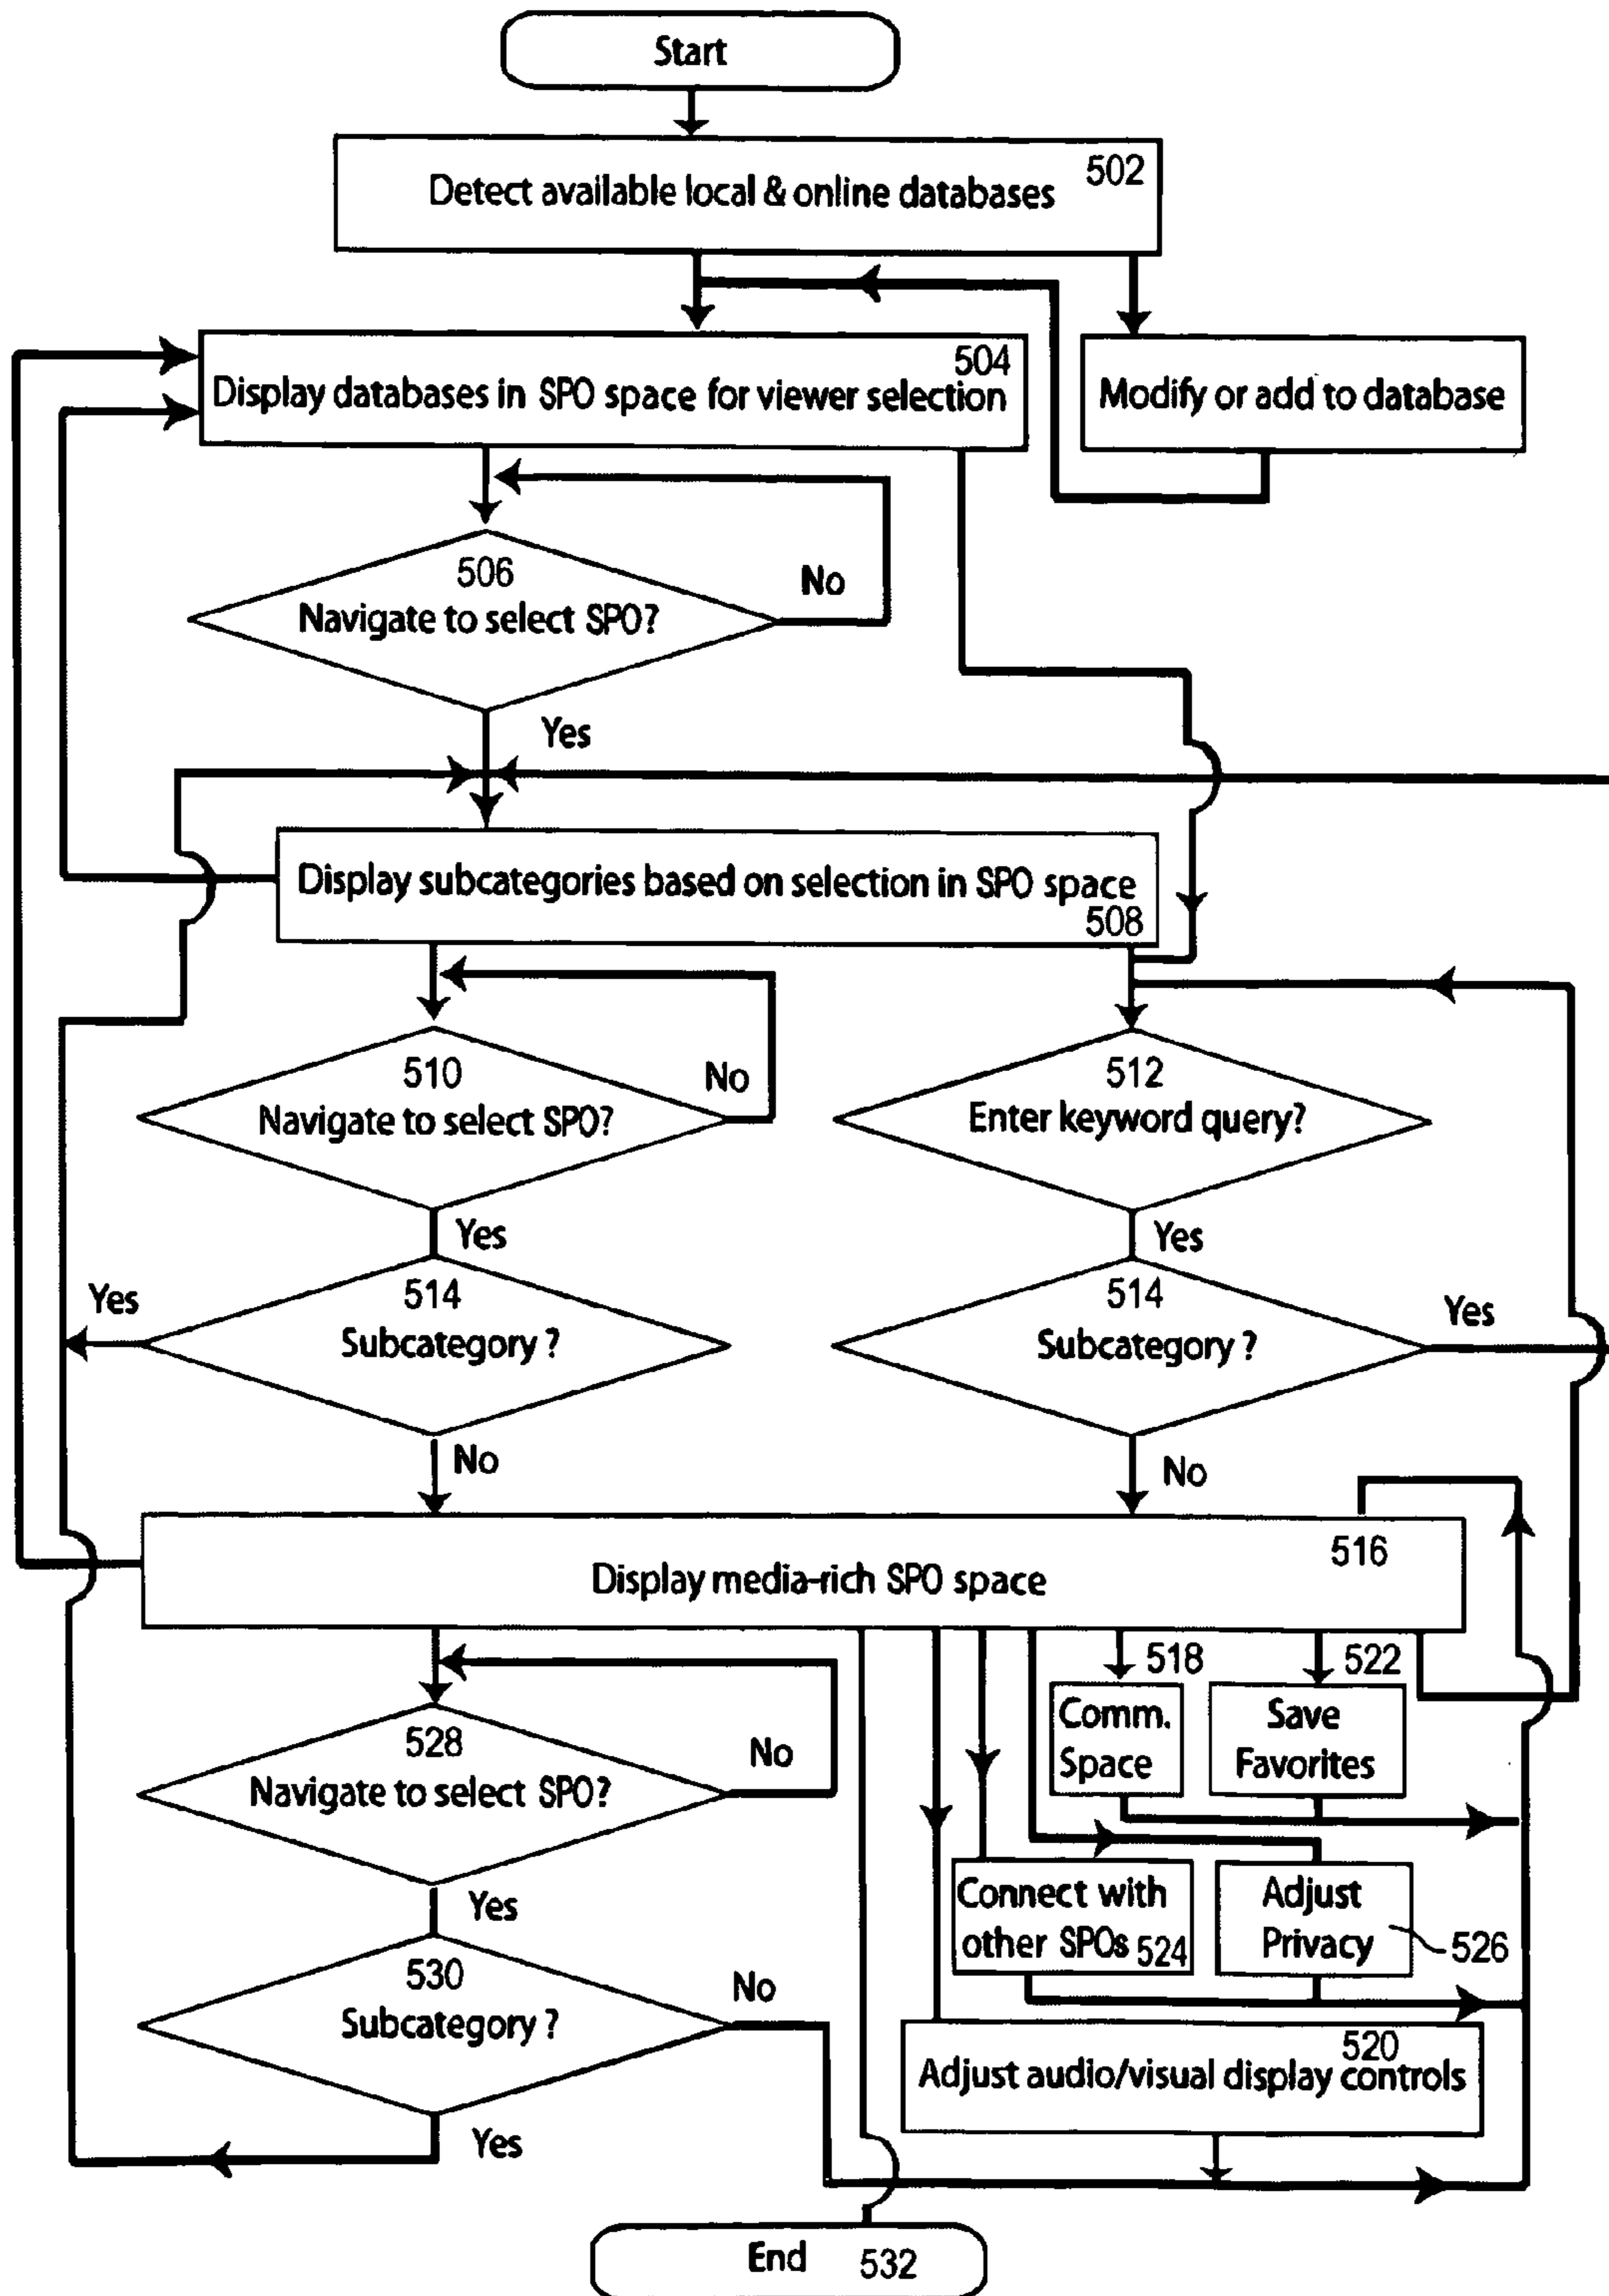 Start
502
Detect available local & online databases
504
Display databases in SPO space for viewer selection
Modify or add to database
506
Navigate to select SPO?
No
Yes
Display subcategories based on selection in SPO space
508
510
Navigate to select SPO?
No
512
Enter keyword query?
Yes
Yes
Yes
514
Subcategory ?
514
Subcategory ?
Yes
No
No
516
Display media-rich SPO space
518
522
Comm.
Space
Save
Favorites
528
Navigate to select SPO?
No
Connect with
other SPOs 524
Adjust
Privacy
526
Yes
530
Subcategory ?
No
520
Adjust audio/visual display controls
Yes
End 532